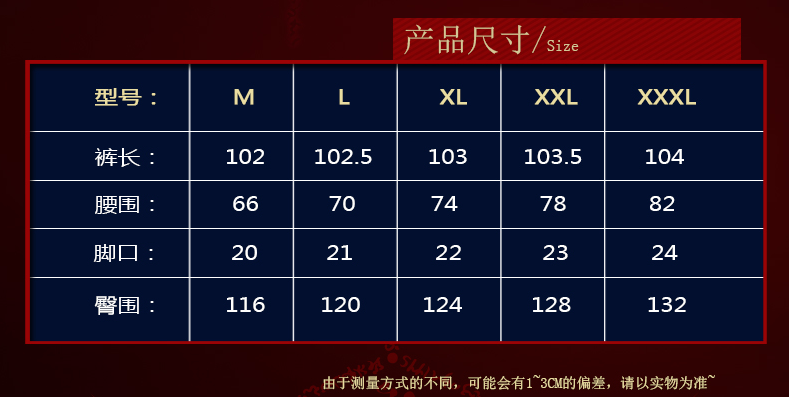 产品尺寸/Size
型号： M L XL XXL XXXL
裤长： 102 102.5 103 103.5 104
腰围： 66 70 74 78 82
脚口： 20 21 22 23 24
臀围： 116 120 124 128 132
由于测量方式的不同，可能会有1~3CM的偏差，请以实物为准~